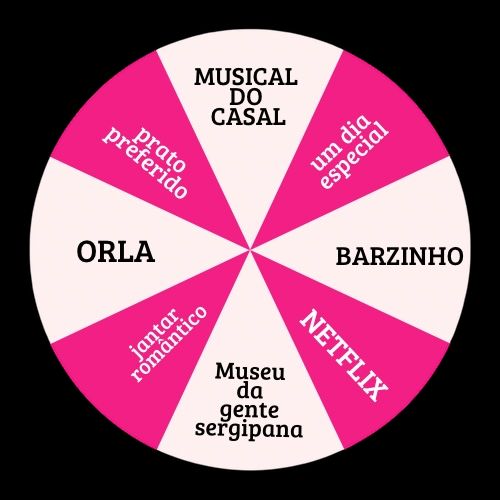 MUSICAL
DO
CASAL
um dia
especial
BARZINHO
NETFLIX
Museu
da
gente
sergipana
jantar
romântico
ORLA
prato
preferido